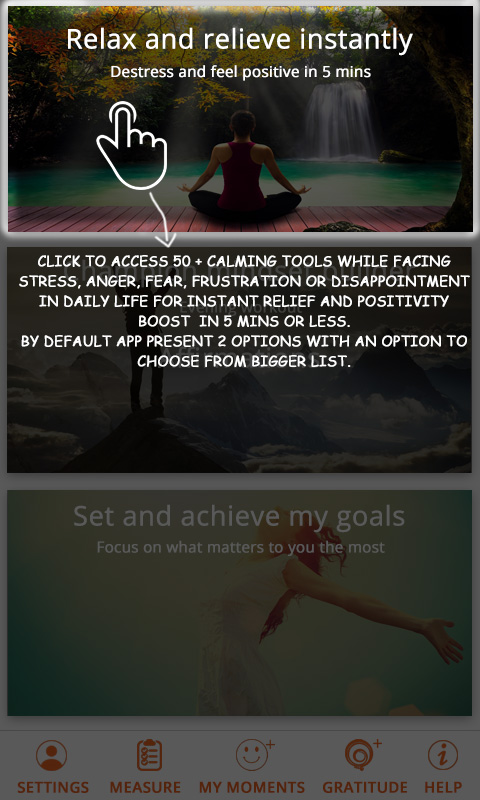 Relax and relieve instantly
Destress and feel positive in 5 mins
CLICK TO ACCESS 50 + CALMING TOOLS WHILE FACING
STRESS, ANGER, FEAR, FRUSTRATION OR DISAPPOINTMENT
IN DAILY LIFE FOR INSTANT RELIEF AND POSITIVITY
BOOST IN 5 MINS OR LESS.
BY DEFAULT APP PRESENT 2 OPTIONS WITH AN OPTION TO
CHOOSE FROM BIGGER LIST.
Evening workout
Set and achieve my goals
Focus on what matters to you the most
SETTINGS
MEASURE
MY MOMENTS
GRATITUDE
HELP